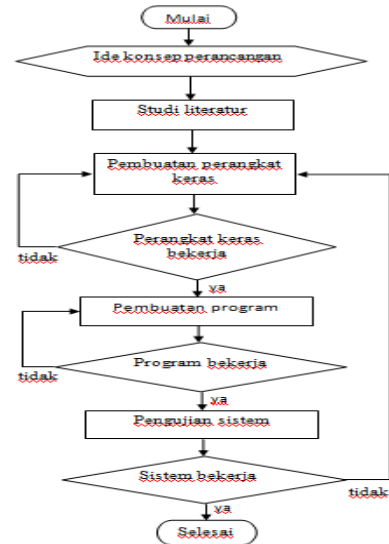 Mulai
Ide konsep perancangan
Studi literatur
Pembuatan perangkat
keras
Perangkat keras
bekerja
tidak
ya
Pembuatan program
Program bekerja
tidak
ya
Pengujian sistem
Sistem bekerja
tidak
ya
Selesai